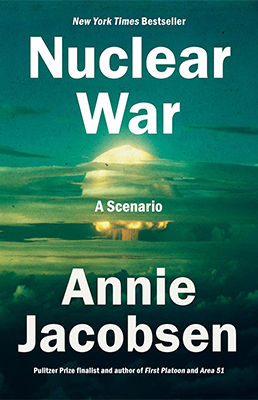 New York Times Bestseller
Nuclear
War
A Scenario
Annie
Jacobsen
Pulitzer Prize finalist and author of First Platoon and Area 51